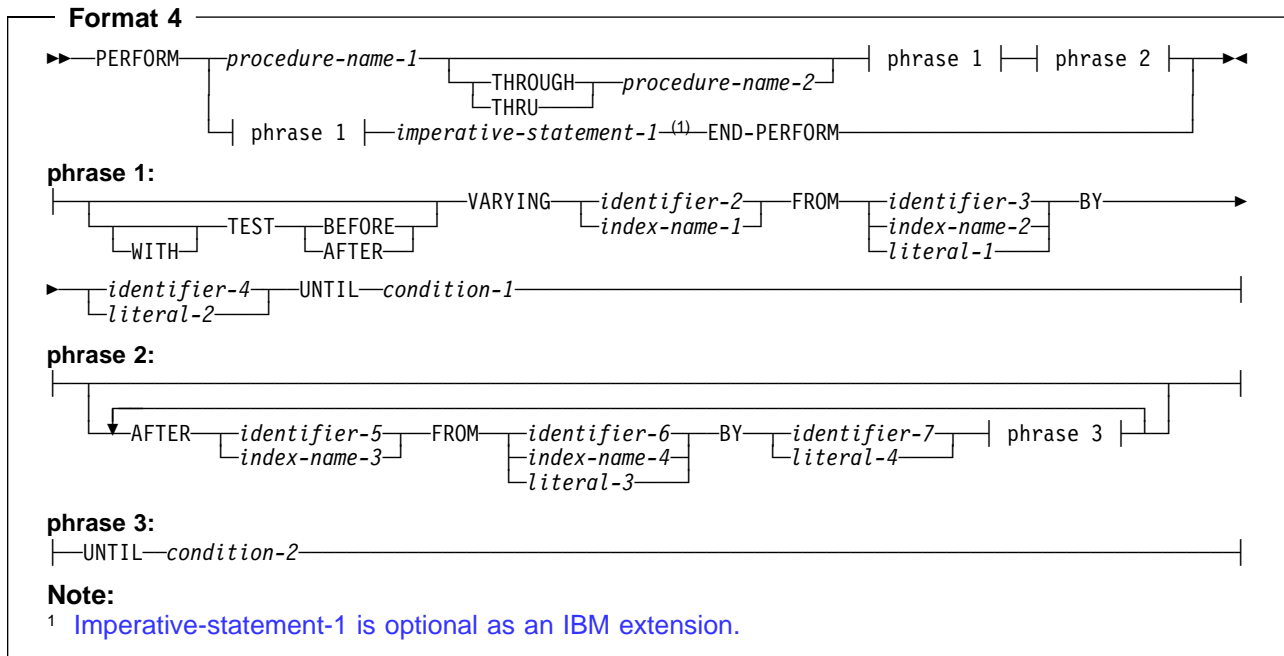 Format 4
PERFORM procedure-name-1 phrase 1 phrase 2
THROUGH procedure-name-2
THRU
phrase 1 imperative-statement-1 (1) END-PERFORM
phrase 1:
VARYING identifier-2 FROM identifier-3 BY
WITH TEST BEFORE index-name-1 index-name-2
AFTER literal-1
identifier-4 UNTIL condition-1
literal-2
phrase 2:
AFTER identifier-5 FROM identifier-6 BY identifier-7 phrase 3
index-name-3 index-name-4 literal-4
literal-3
phrase 3:
UNTIL condition-2
Note:
1 Imperative-statement-1 is optional as an IBM extension.